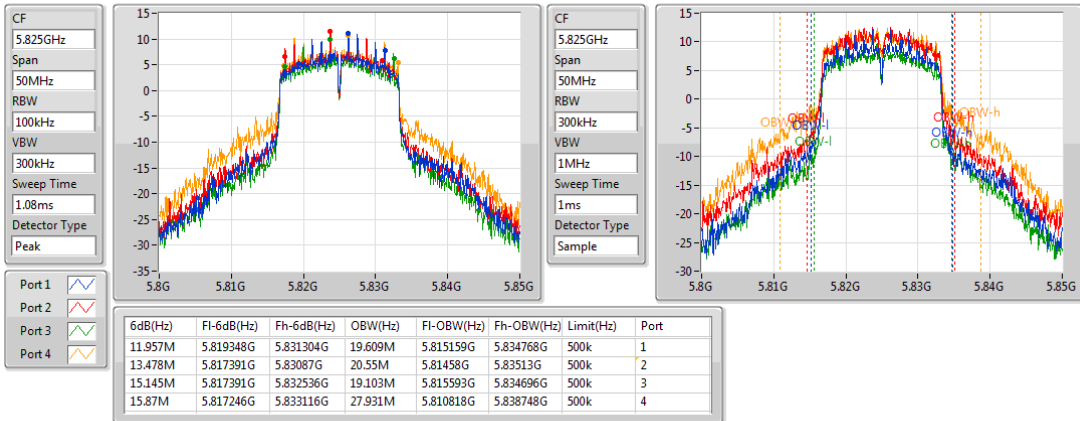 CF
5.825GHz
Span
50MHz
RBW
100kHz
VBW
300kHz
Sweep Time
1.08ms
Detector Type
Peak
Port 1
Port 2
Port 3
Port 4
15
10
5
0
-5
-10
-15
-20
-25
-30
-35
5.8G 5.81G 5.82G 5.83G 5.84G 5.85G
CF
5.825GHz
Span
50MHz
RBW
300kHz
VBW
1MHz
Sweep Time
1ms
Detector Type
Sample
15
10
5
0
-5
-10
-15
-20
-25
-30
OBW-l
OBW-h
OBW-h
5.8G 5.81G 5.82G 5.83G 5.84G 5.85G
6dB(Hz) Fl-6dB(Hz) Fh-6dB(Hz) OBW(Hz) Fl-OBW(Hz) Fh-OBW(Hz) Limit(Hz) Port
11.957M 5.819348G 5.831304G 19.609M 5.815159G 5.834768G 500k 1
13.478M 5.817391G 5.83087G 20.55M 5.81458G 5.83513G 500k 2
15.145M 5.817391G 5.832536G 19.103M 5.815593G 5.834696G 500k 3
15.87M 5.817246G 5.833116G 27.931M 5.810818G 5.838748G 500k 4